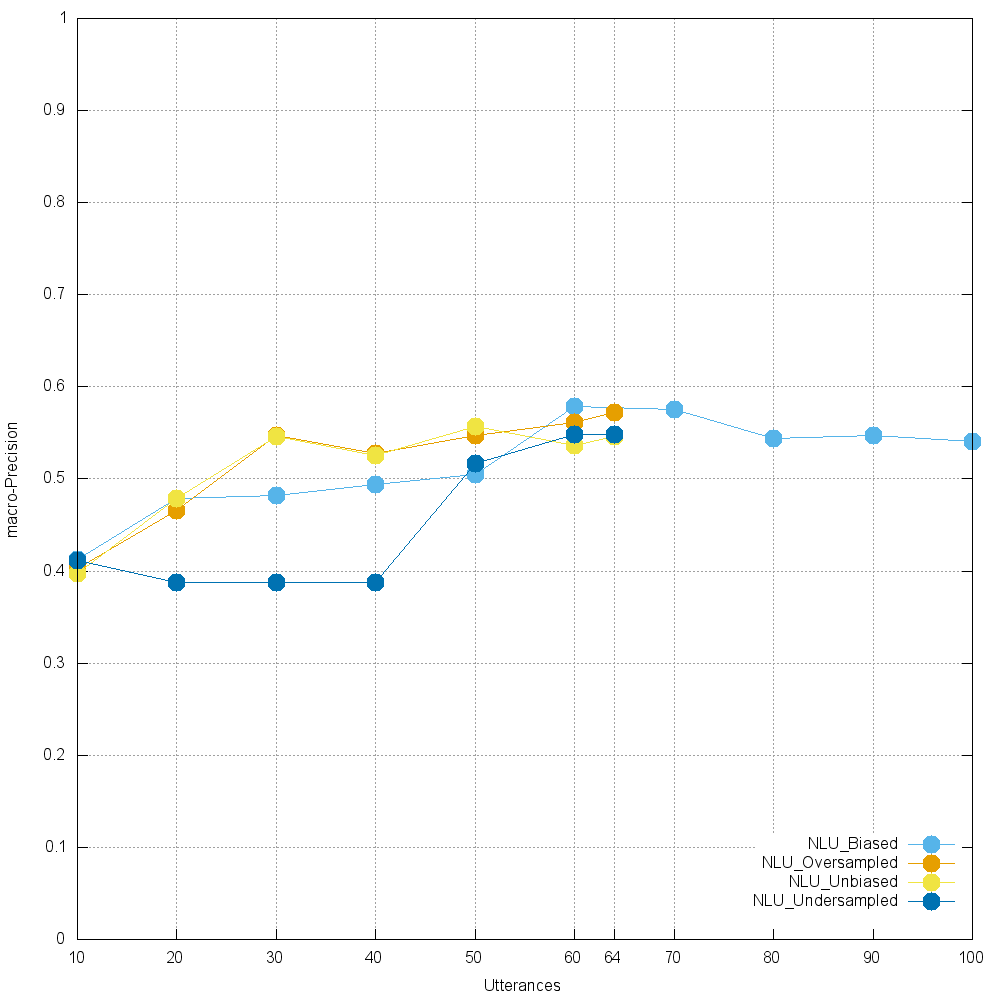 1
0.9
0.8
0.7
0.6
0.5
0.4
0.3
0.2
0.1
0
macro-Precision
NLU_Biased
NLU_Oversampled
NLU_Unbiased
NLU_Undersampled
10 20 30 40 50 60 64 70 80 90 100
Utterances